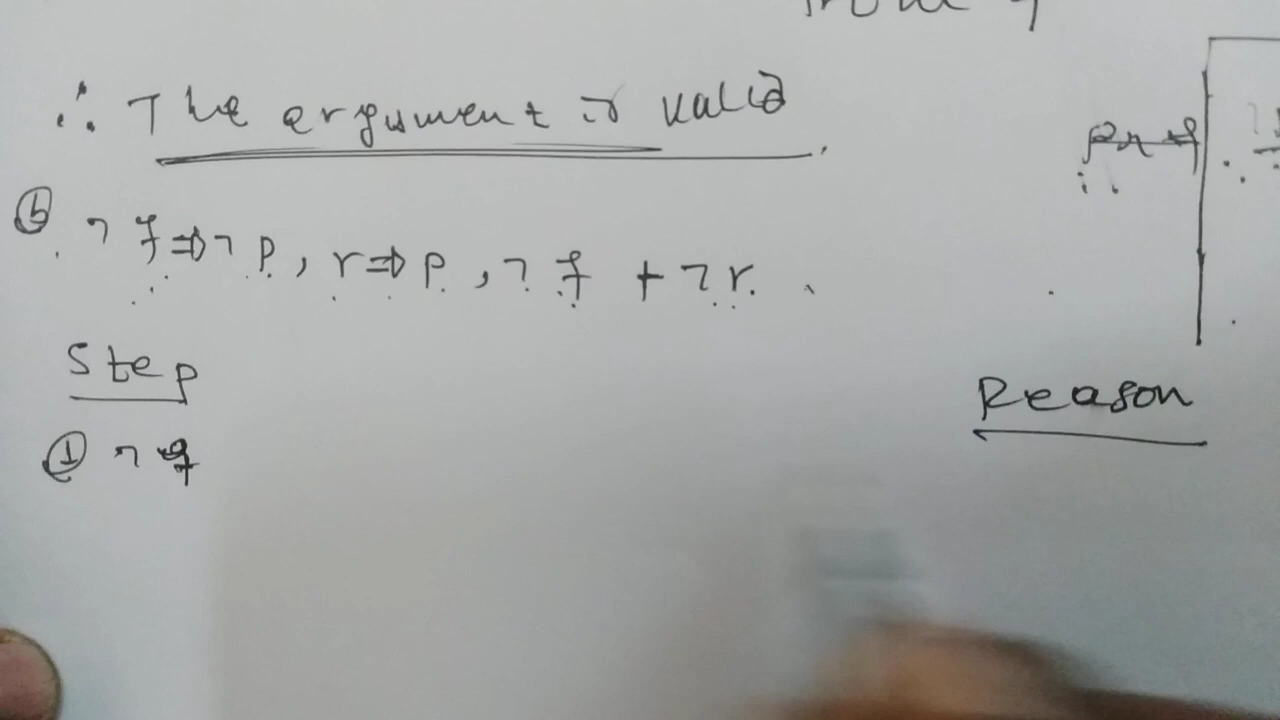 ∴ The argument is valid
ⓑ ¬q⇒¬p, r⇒p, ¬q ⊢ ¬r.
Step
Reason
① ¬q